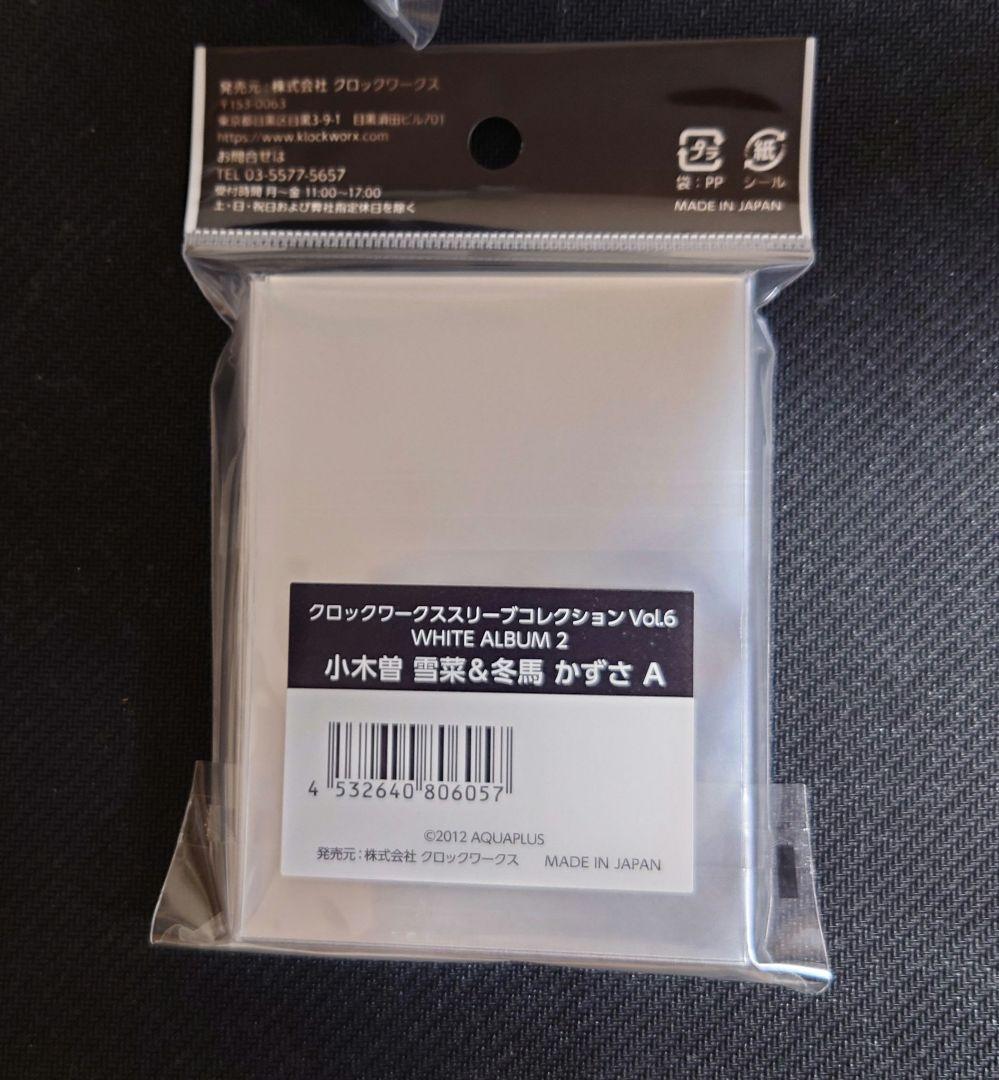 発売元：株式会社 クロックワークス
〒153-0063
東京都目黒区目黒3-9-1 目黒須田ビル701
https://www.klockworx.com
お問合せは
TEL 03-5577-5657
受付時間 月～金 11:00～17:00
土・日・祝日および弊社指定休日を除く
プラ 紙
袋：PP シール
MADE IN JAPAN
クロックワークススリーブコレクション Vol.6
WHITE ALBUM 2
小木曽 雪菜&冬馬 かずさ A
4 532640 806057
©2012 AQUAPLUS
発売元：株式会社 クロックワークス MADE IN JAPAN